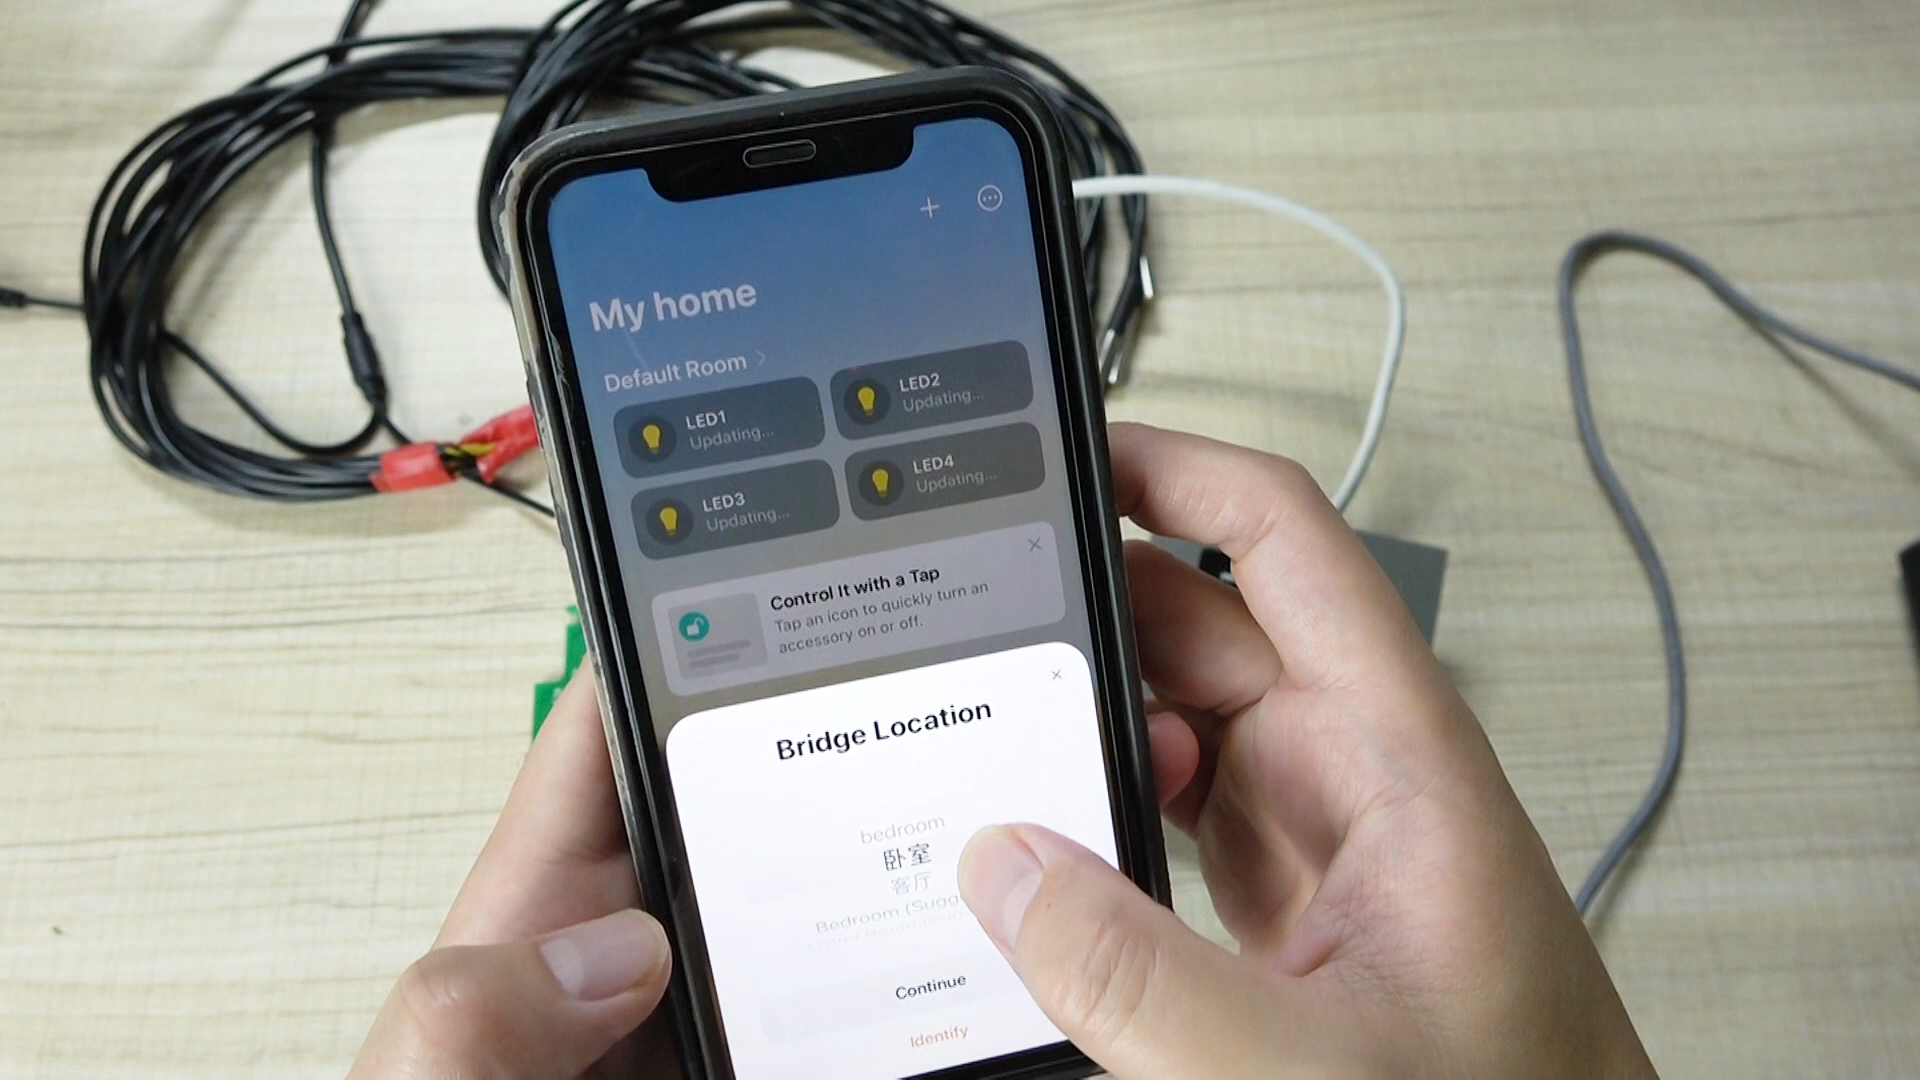 My home
Default Room >
LED1
Updating...
LED2
Updating...
LED3
Updating...
LED4
Updating...
Control It with a Tap
Tap an icon to quickly turn an
accessory on or off.
Bridge Location
bedroom
卧室
客厅
Bedroom
Continue
Identify